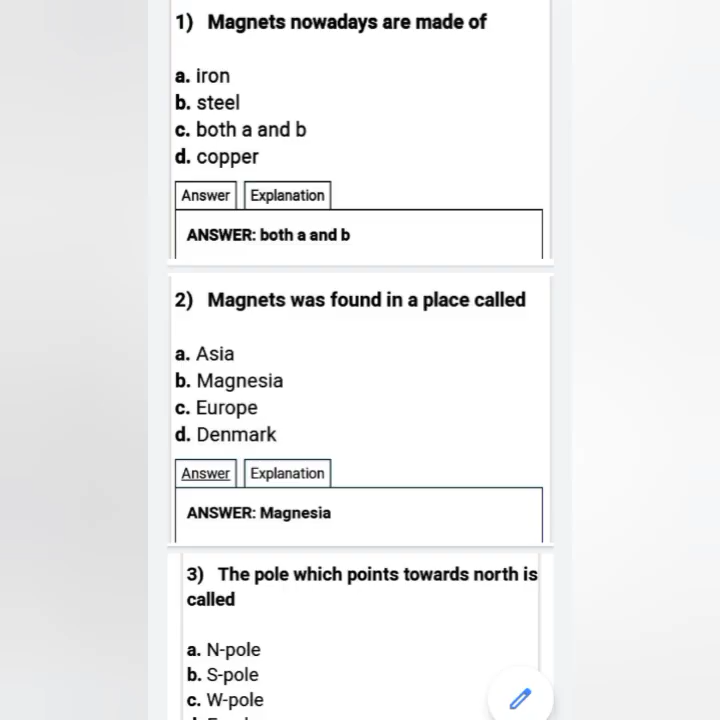 1) Magnets nowadays are made of
a. iron
b. steel
c. both a and b
d. copper
Answer Explanation
ANSWER: both a and b
2) Magnets was found in a place called
a. Asia
b. Magnesia
c. Europe
d. Denmark
Answer Explanation
ANSWER: Magnesia
3) The pole which points towards north is
called
a. N-pole
b. S-pole
c. W-pole